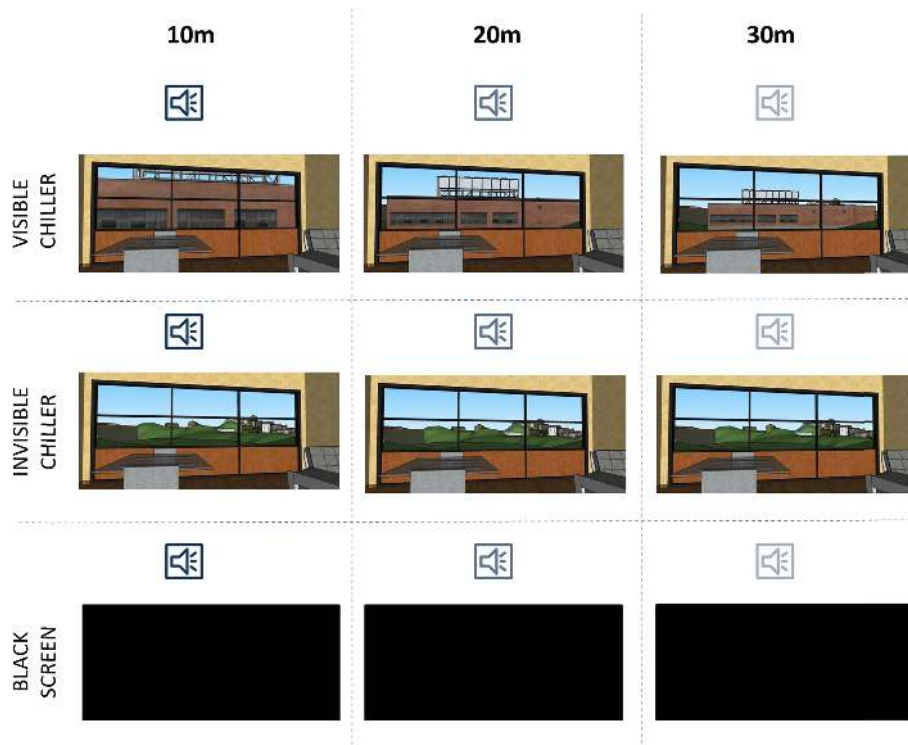 10m
20m
30m
VISIBLE
CHILLER
INVISIBLE
CHILLER
BLACK
SCREEN